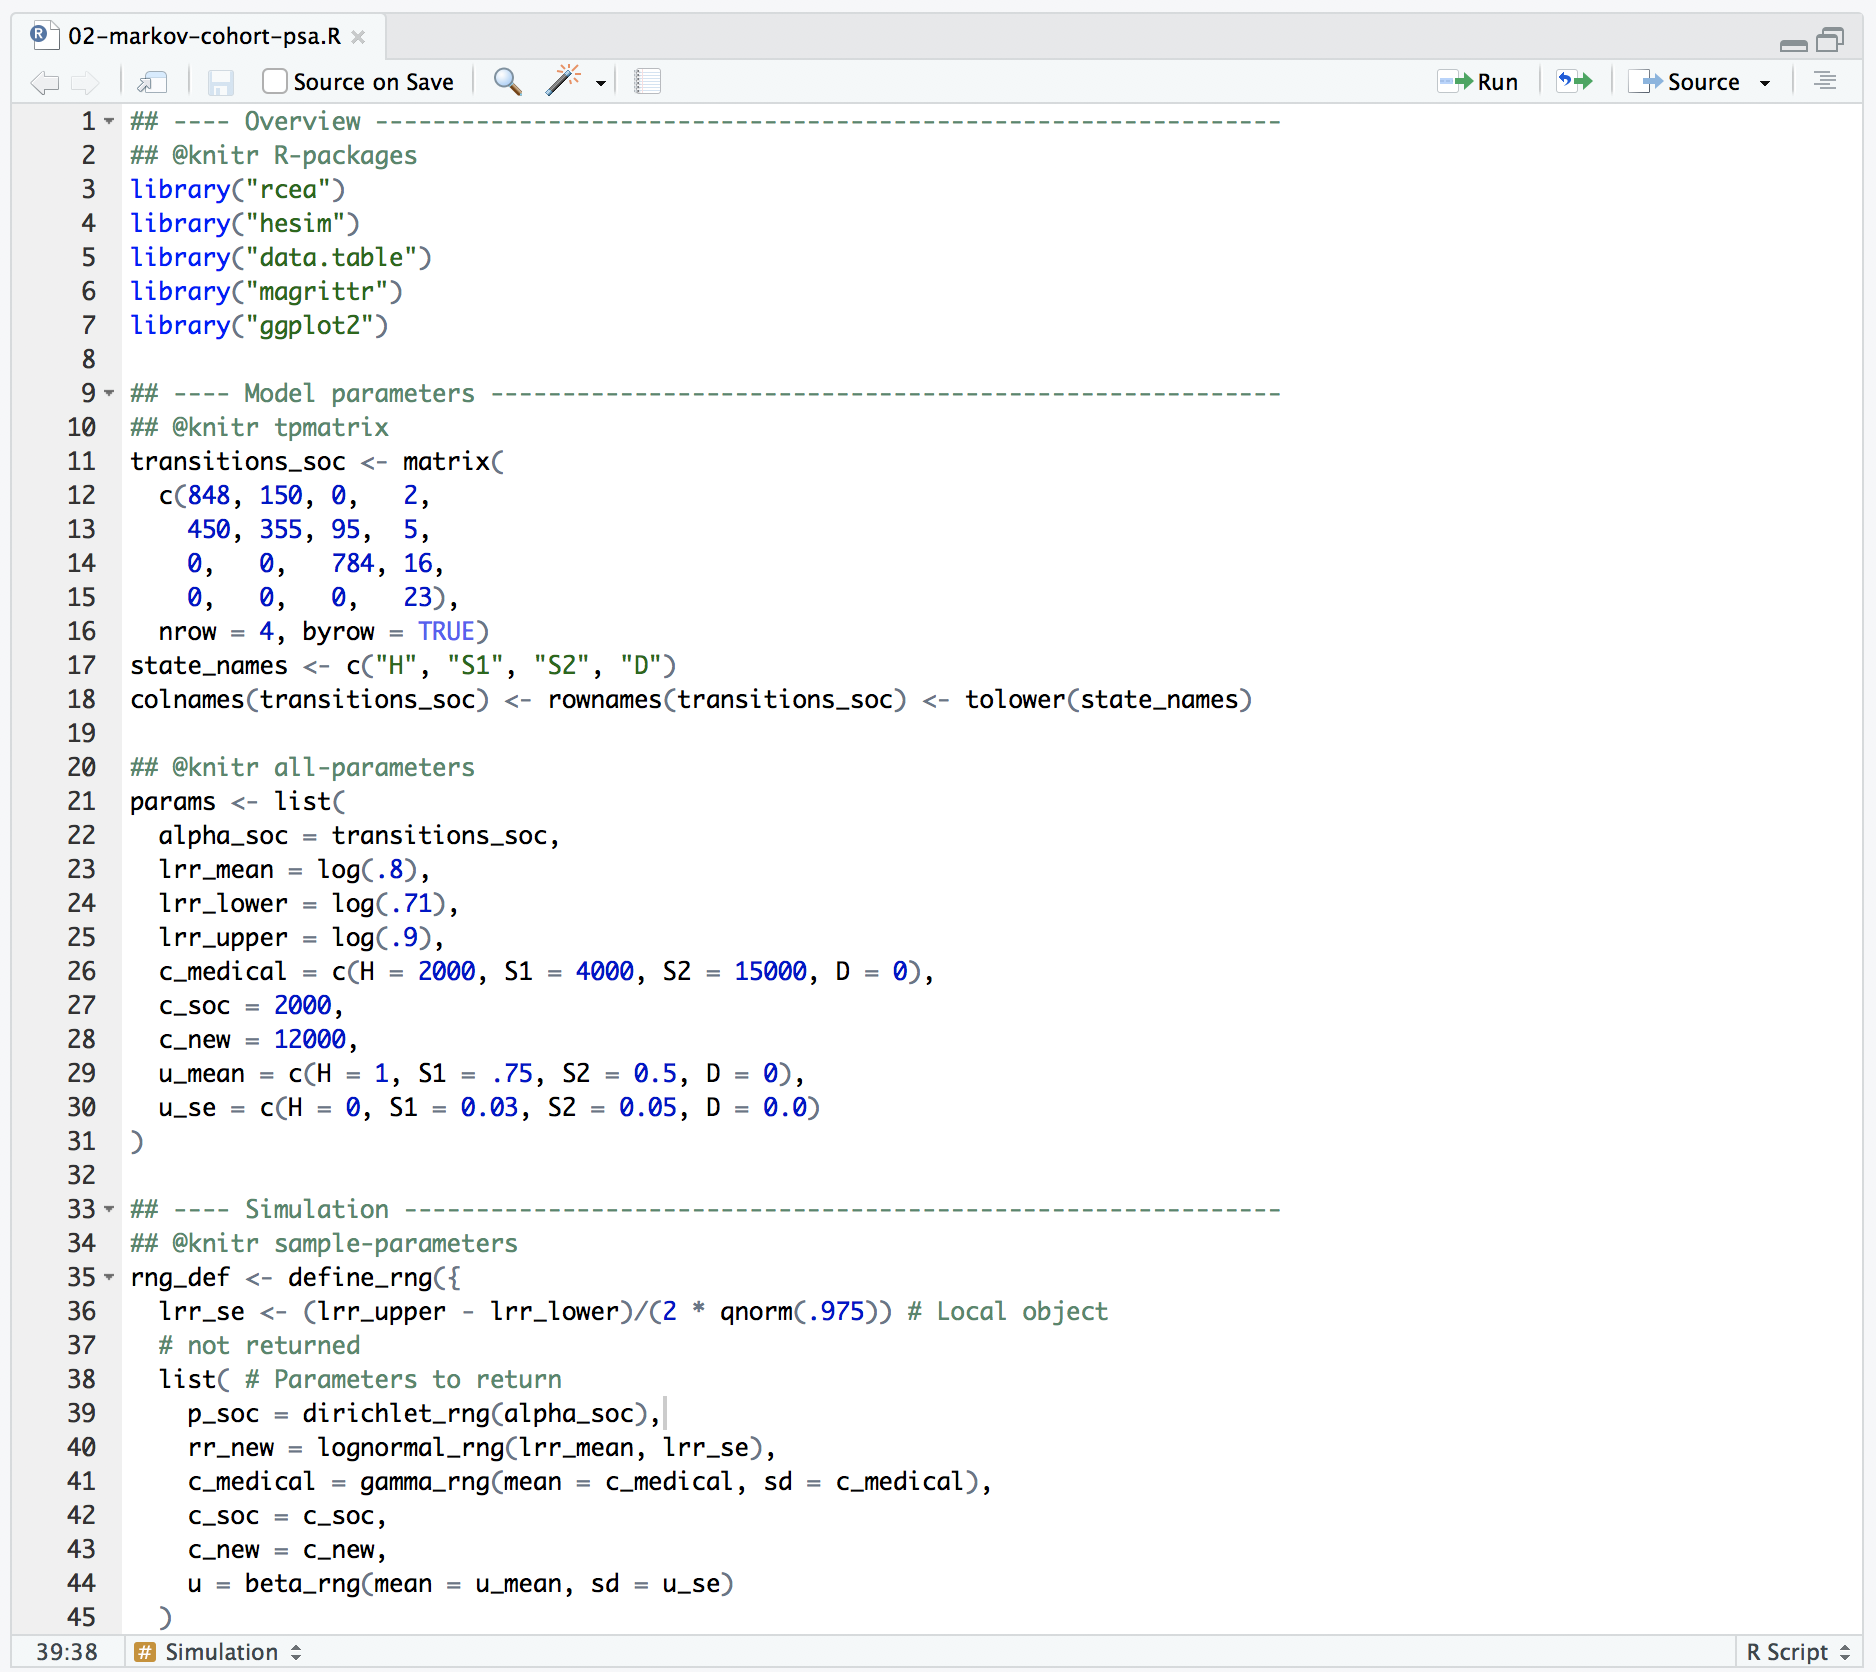 02-markov-cohort-psa.R
Source on Save
Run
Source
1 ## ---- Overview ---------------------------------------------------------------
2 ## @knitr R-packages
3 library("rcea")
4 library("hesim")
5 library("data.table")
6 library("magrittr")
7 library("ggplot2")
8
9 ## ---- Model parameters -------------------------------------------------------
10 ## @knitr tpmatrix
11 transitions_soc <- matrix(
12   c(848, 150, 0,   2,
13     450, 355, 95,  5,
14     0,   0,   784, 16,
15     0,   0,   0,   23),
16   nrow = 4, byrow = TRUE)
17 state_names <- c("H", "S1", "S2", "D")
18 colnames(transitions_soc) <- rownames(transitions_soc) <- tolower(state_names)
19
20 ## @knitr all-parameters
21 params <- list(
22   alpha_soc = transitions_soc,
23   lrr_mean = log(.8),
24   lrr_lower = log(.71),
25   lrr_upper = log(.9),
26   c_medical = c(H = 2000, S1 = 4000, S2 = 15000, D = 0),
27   c_soc = 2000,
28   c_new = 12000,
29   u_mean = c(H = 1, S1 = .75, S2 = 0.5, D = 0),
30   u_se = c(H = 0, S1 = 0.03, S2 = 0.05, D = 0.0)
31 )
32
33 ## ---- Simulation -------------------------------------------------------------
34 ## @knitr sample-parameters
35 rng_def <- define_rng({
36   lrr_se <- (lrr_upper - lrr_lower)/(2 * qnorm(.975)) # Local object
37   # not returned
38   list( # Parameters to return
39     p_soc = dirichlet_rng(alpha_soc),
40     rr_new = lognormal_rng(lrr_mean, lrr_se),
41     c_medical = gamma_rng(mean = c_medical, sd = c_medical),
42     c_soc = c_soc,
43     c_new = c_new,
44     u = beta_rng(mean = u_mean, sd = u_se)
45   )
39:38 # Simulation R Script